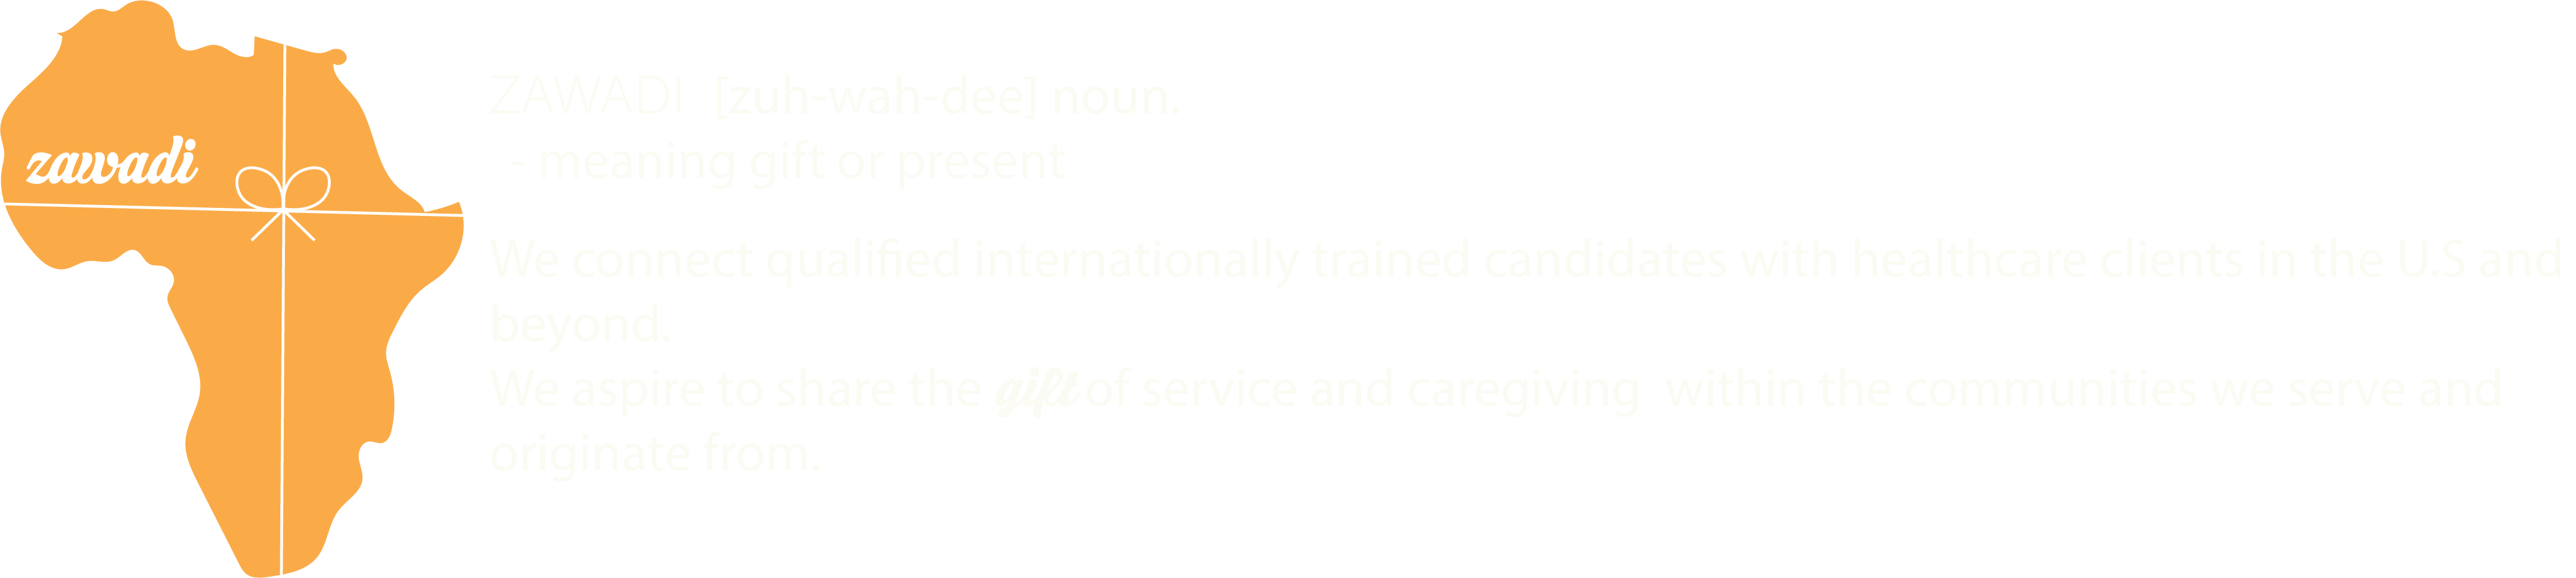 zawadi
ZAWADI [zuh-wah-dee] noun.
- meaning gift or present
We connect qualified internationally trained candidates with healthcare clients in the U.S and
beyond.
We aspire to share the gift of service and caregiving within the communities we serve and
originate from.